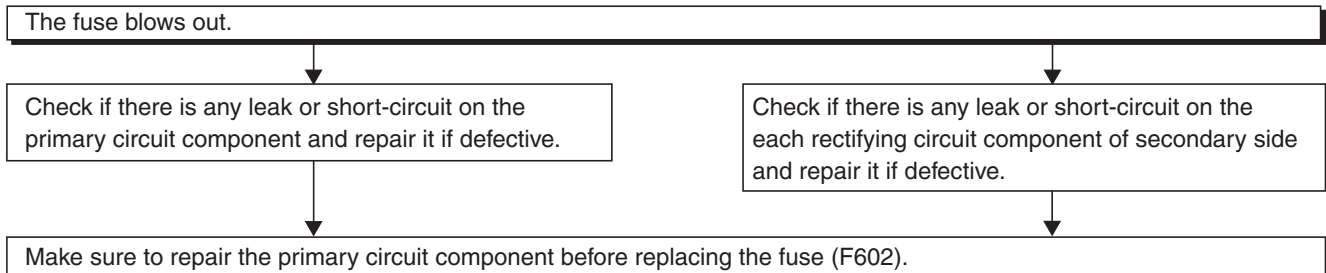 The fuse blows out.
Check if there is any leak or short-circuit on the
primary circuit component and repair it if defective.
Check if there is any leak or short-circuit on the
each rectifying circuit component of secondary side
and repair it if defective.
Make sure to repair the primary circuit component before replacing the fuse (F602).